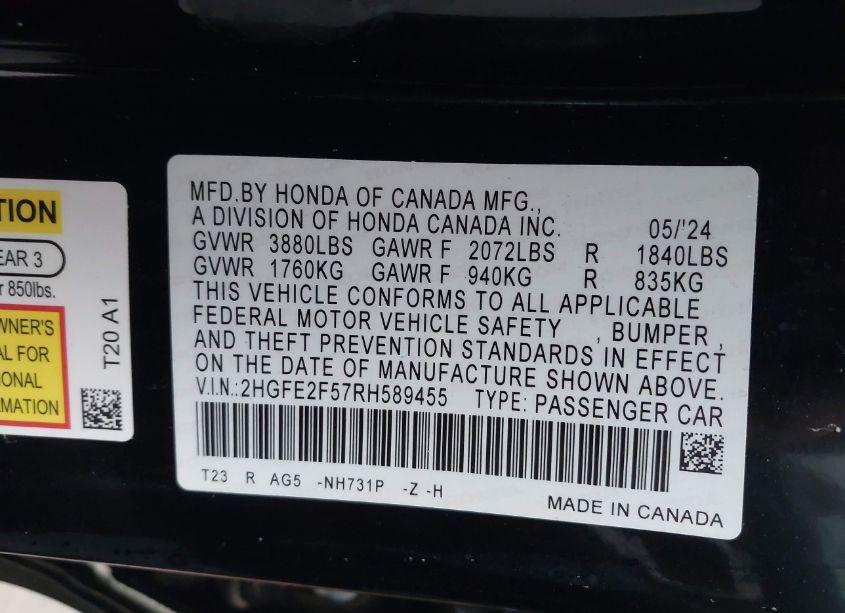 TION
EAR 3
r 850lbs.
WNER'S
AL FOR
IONAL
RMATION
T20 A1
MFD.BY HONDA OF CANADA MFG.,
A DIVISION OF HONDA CANADA INC. 05/'24
GVWR 3880LBS GAWR F 2072LBS R 1840LBS
GVWR 1760KG GAWR F 940KG R 835KG
THIS VEHICLE CONFORMS TO ALL APPLICABLE
FEDERAL MOTOR VEHICLE SAFETY , BUMPER ,
AND THEFT PREVENTION STANDARDS IN EFFECT
ON THE DATE OF MANUFACTURE SHOWN ABOVE.
V.I.N.:2HGFE2F57RH589455 TYPE: PASSENGER CAR
T23 R AG5 -NH731P -Z -H
MADE IN CANADA